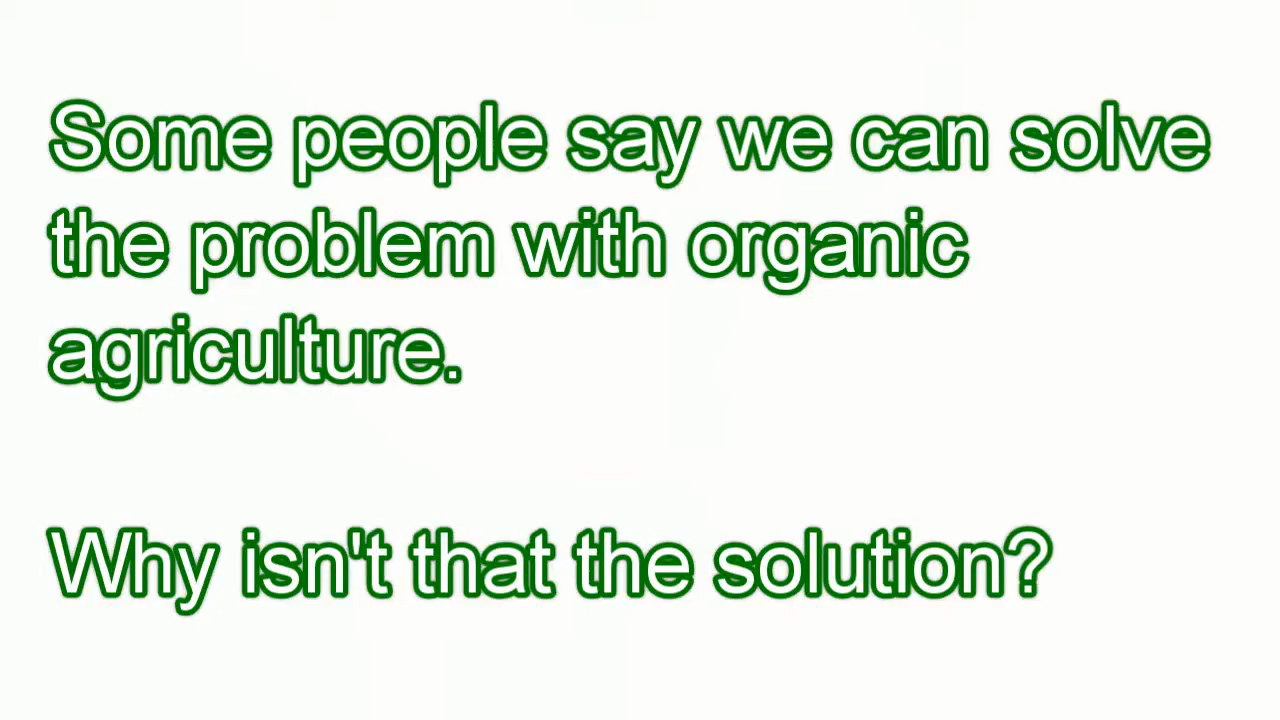 Some people say we can solve
the problem with organic
agriculture.
Why isn't that the solution?